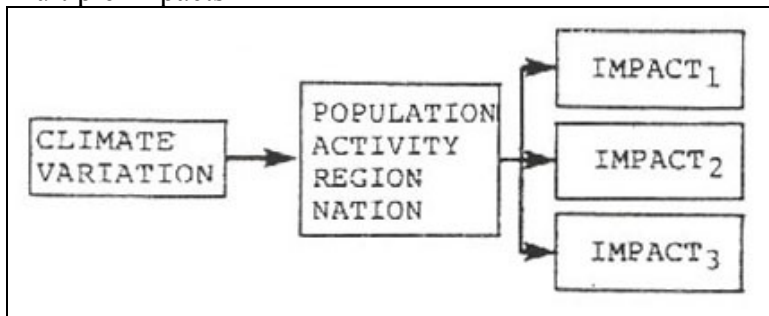 CLIMATE
VARIATION
POPULATION
ACTIVITY
REGION
NATION
IMPACT1
IMPACT2
IMPACT3